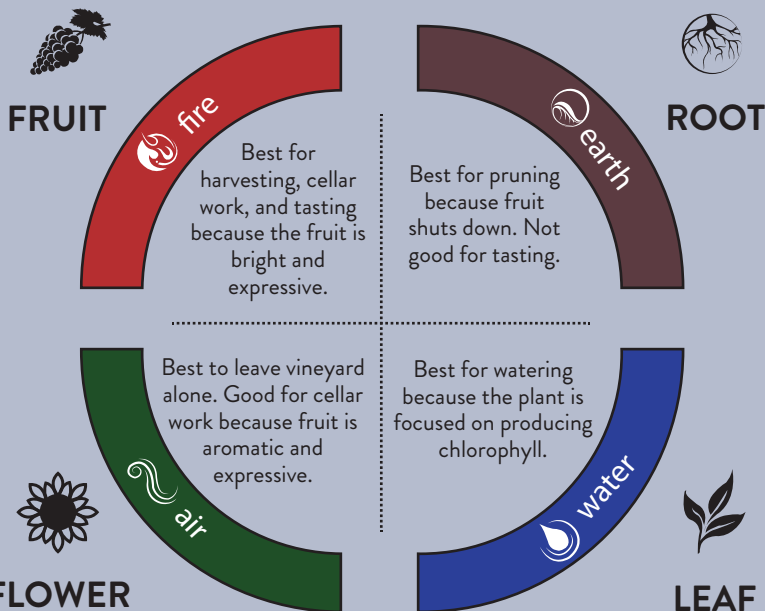 FRUIT
fire
Best for
harvesting, cellar
work, and tasting
because the fruit is
bright and
expressive.
ROOT
earth
Best for pruning
because fruit
shuts down. Not
good for tasting.
Best to leave vineyard
alone. Good for cellar
work because fruit is
aromatic and
expressive.
air
FLOWER
Best for watering
because the plant is
focused on producing
chlorophyll.
water
LEAF